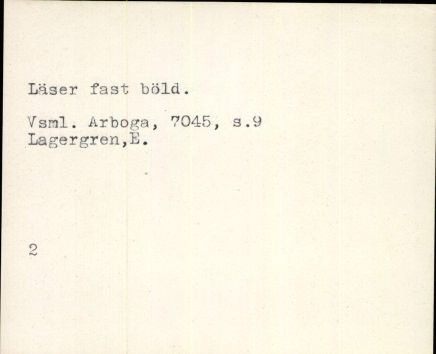 Läser fast böld.
Vsml. Arboga, 7045, s.9
Lagergren,E.
2